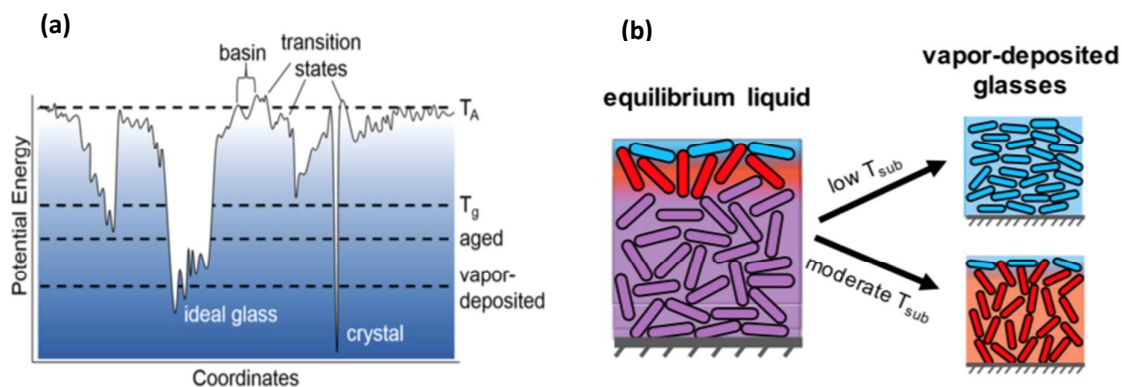 (a)
basin
transition
states
T_A
T_g
aged
vapor-
deposited
ideal glass
crystal
Potential Energy
Coordinates
(b)
equilibrium liquid
vapor-deposited
glasses
low T_sub
moderate T_sub